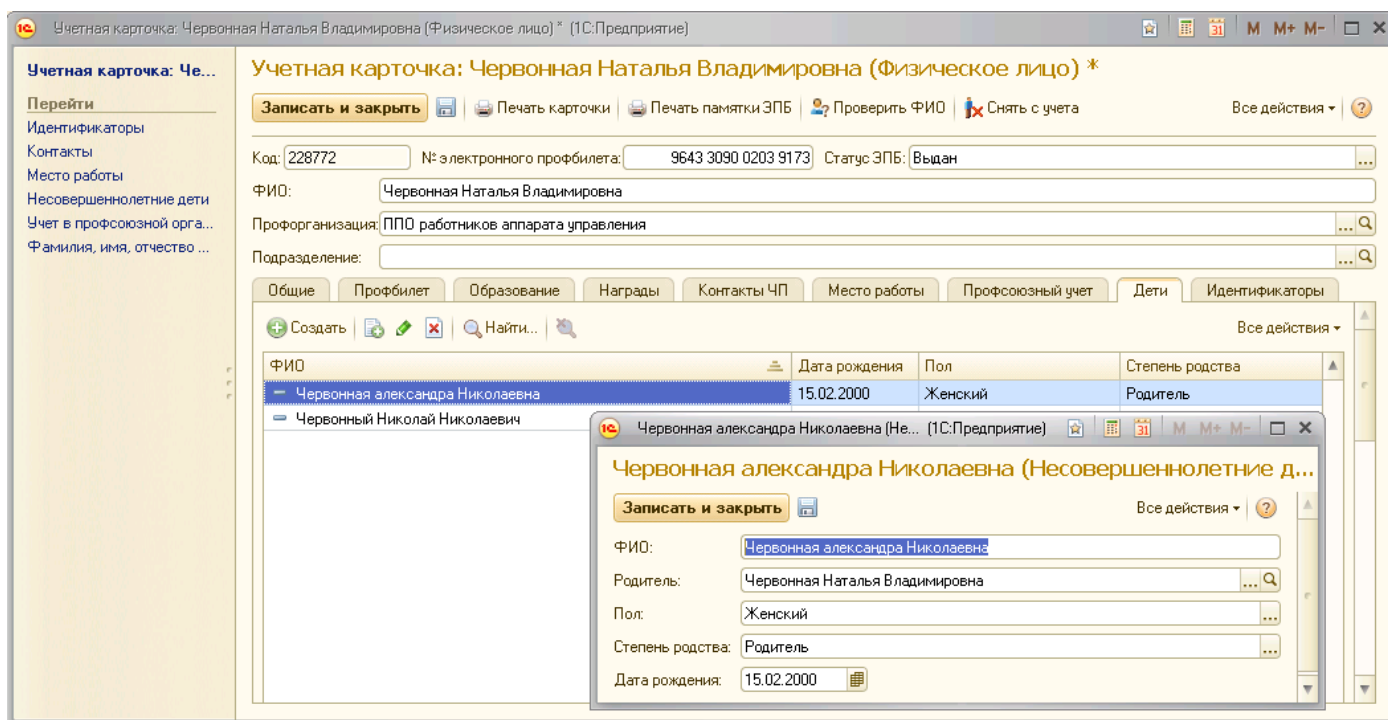 Учетная карточка: Червонная Наталья Владимировна (Физическое лицо) * (1С:Предприятие)
31 M M+ M-
Учетная карточка: Че...
Перейти
Идентификаторы
Контакты
Место работы
Несовершеннолетние дети
Учет в профсоюзной орга...
Фамилия, имя, отчество ...
Учетная карточка: Червонная Наталья Владимировна (Физическое лицо) *
Записать и закрыть Печать карточки Печать памятки ЭПБ Проверить ФИО Снять с учета Все действия
Код: 228772 № электронного профбилета: 9643 3090 0203 9173 Статус ЭПБ: Выдан ...
ФИО: Червонная Наталья Владимировна
Профорганизация: ППО работников аппарата управления ...
Подразделение: ...
Общие Профбилет Образование Награды Контакты ЧП Место работы Профсоюзный учет Дети Идентификаторы
Создать Найти... Все действия
ФИО Дата рождения Пол Степень родства
Червонная александра Николаевна 15.02.2000 Женский Родитель
Червонный Николай Николаевич
Червонная александра Николаевна (Не... (1С:Предприятие) 31 M M+ M-
Червонная александра Николаевна (Несовершеннолетние д...
Записать и закрыть Все действия ?
ФИО: Червонная александра Николаевна
Родитель: Червонная Наталья Владимировна ...
Пол: Женский ...
Степень родства: Родитель ...
Дата рождения: 15.02.2000